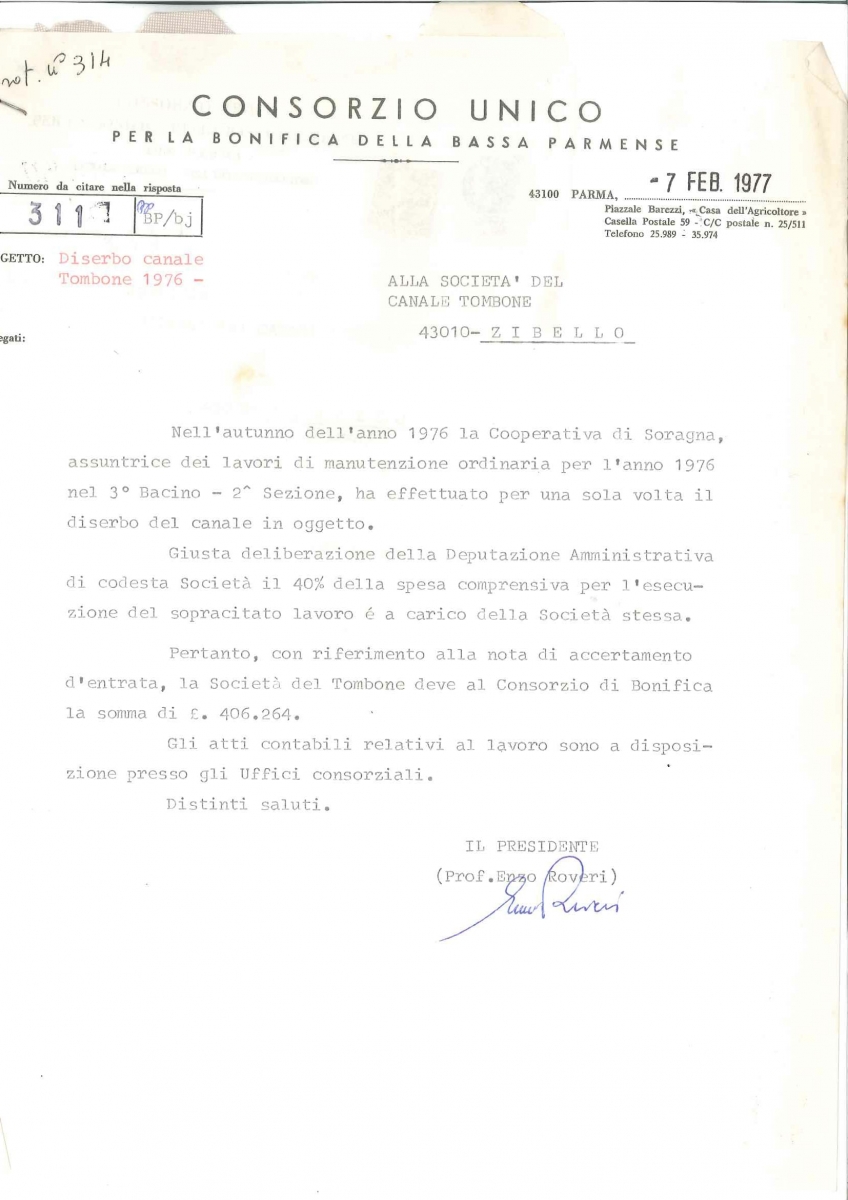 not. n° 314
CONSORZIO UNICO
PER LA BONIFICA DELLA BASSA PARMENSE
Numero da citare nella risposta
311 BP/bj
43100 PARMA, - 7 FEB. 1977
Piazzale Barezzi, « Casa dell'Agricoltore »
Casella Postale 59 - C/C postale n. 25/511
Telefono 25.989 - 35.974
GETTO: Diserbo canale
Tombone 1976 -
ALLA SOCIETA' DEL
CANALE TOMBONE
43010- Z I B E L L O
egati:
Nell'autunno dell'anno 1976 la Cooperativa di Soragna,
assuntrice dei lavori di manutenzione ordinaria per l'anno 1976
nel 3° Bacino - 2^ Sezione, ha effettuato per una sola volta il
diserbo del canale in oggetto.
Giusta deliberazione della Deputazione Amministrativa
di codesta Società il 40% della spesa comprensiva per l'esecu-
zione del sopracitato lavoro é a carico della Società stessa.
Pertanto, con riferimento alla nota di accertamento
d'entrata, la Società del Tombone deve al Consorzio di Bonifica
la somma di £. 406.264.
Gli atti contabili relativi al lavoro sono a disposi-
zione presso gli Uffici consorziali.
Distinti saluti.
IL PRESIDENTE
(Prof.Enzo Roveri)
Enzo Roveri